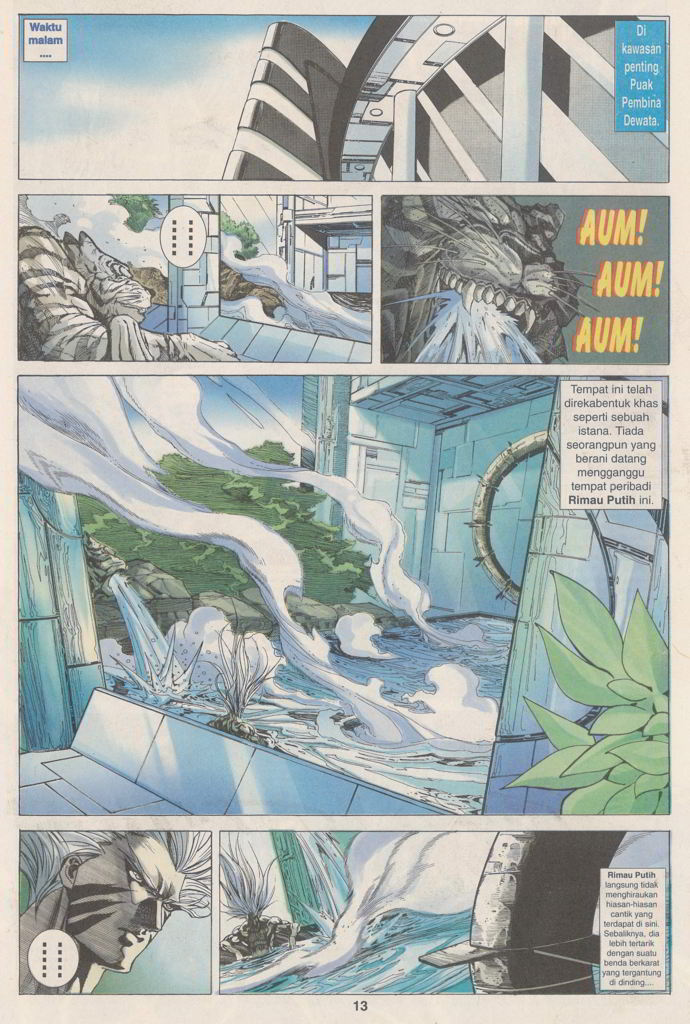 Waktu
malam
....
Di
kawasan
penting
Puak
Pembina
Dewata.
AUM!
AUM!
AUM!
Tempat ini telah
direkabentuk khas
seperti sebuah
istana. Tiada
seorangpun yang
berani datang
mengganggu
tempat peribadi
Rimau Putih ini.
Rimau Putih
langsung tidak
menghiraukan
hiasan-hiasan
cantik yang
terdapat di sini.
Sebaliknya, dia
lebih tertarik
dengan suatu
benda berkarat
yang tergantung
di dinding....
13